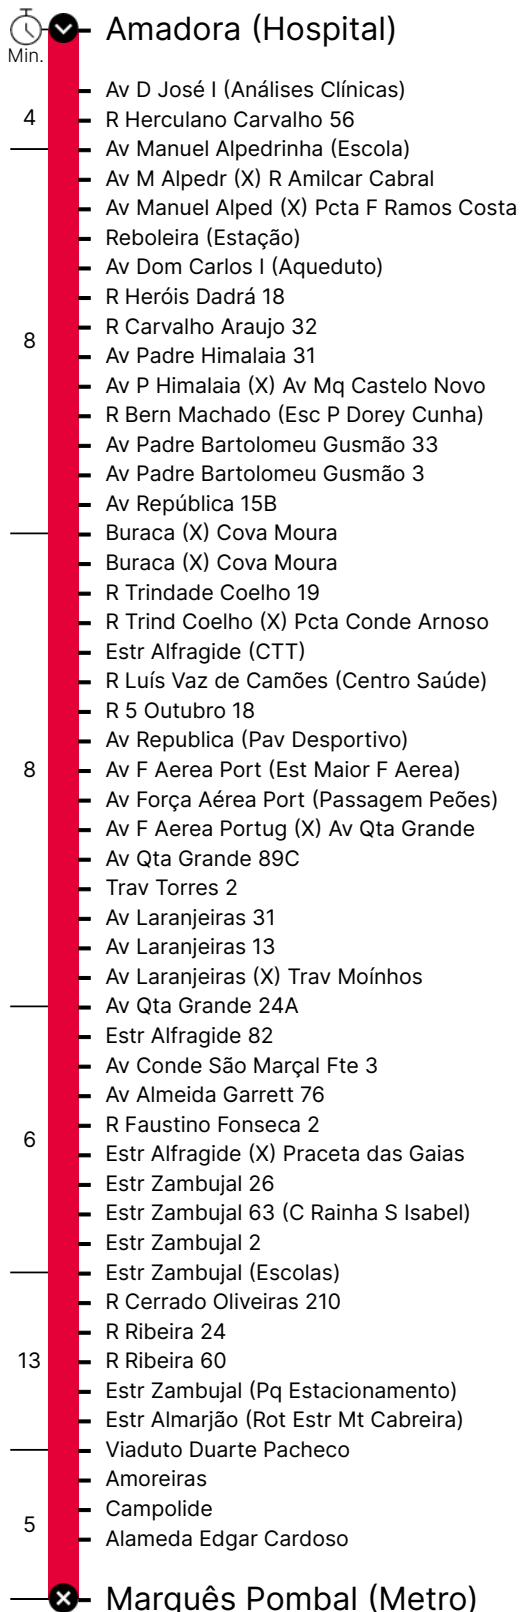 Amadora (Hospital)
Min.
Av D José I (Análises Clínicas)
4
R Herculano Carvalho 56
Av Manuel Alpedrinha (Escola)
Av M Alpedr (X) R Amilcar Cabral
Av Manuel Alped (X) Pcta F Ramos Costa
Reboleira (Estação)
Av Dom Carlos I (Aqueduto)
R Heróis Dadrá 18
R Carvalho Araujo 32
8
Av Padre Himalaia 31
Av P Himalaia (X) Av Mq Castelo Novo
R Bern Machado (Esc P Dorey Cunha)
Av Padre Bartolomeu Gusmão 33
Av Padre Bartolomeu Gusmão 3
Av República 15B
Buraca (X) Cova Moura
Buraca (X) Cova Moura
R Trindade Coelho 19
R Trind Coelho (X) Pcta Conde Arnoso
Estr Alfragide (CTT)
R Luís Vaz de Camões (Centro Saúde)
R 5 Outubro 18
Av Republica (Pav Desportivo)
8
Av F Aerea Port (Est Maior F Aerea)
Av Força Aérea Port (Passagem Peões)
Av F Aerea Portug (X) Av Qta Grande
Av Qta Grande 89C
Trav Torres 2
Av Laranjeiras 31
Av Laranjeiras 13
Av Laranjeiras (X) Trav Moínhos
Av Qta Grande 24A
Estr Alfragide 82
Av Conde São Marçal Fte 3
Av Almeida Garrett 76
R Faustino Fonseca 2
6
Estr Alfragide (X) Praceta das Gaias
Estr Zambujal 26
Estr Zambujal 63 (C Rainha S Isabel)
Estr Zambujal 2
Estr Zambujal (Escolas)
R Cerrado Oliveiras 210
R Ribeira 24
13
R Ribeira 60
Estr Zambujal (Pq Estacionamento)
Estr Almarjão (Rot Estr Mt Cabreira)
Viaduto Duarte Pacheco
Amoreiras
Campolide
5
Alameda Edgar Cardoso
Marquês Pombal (Metro)